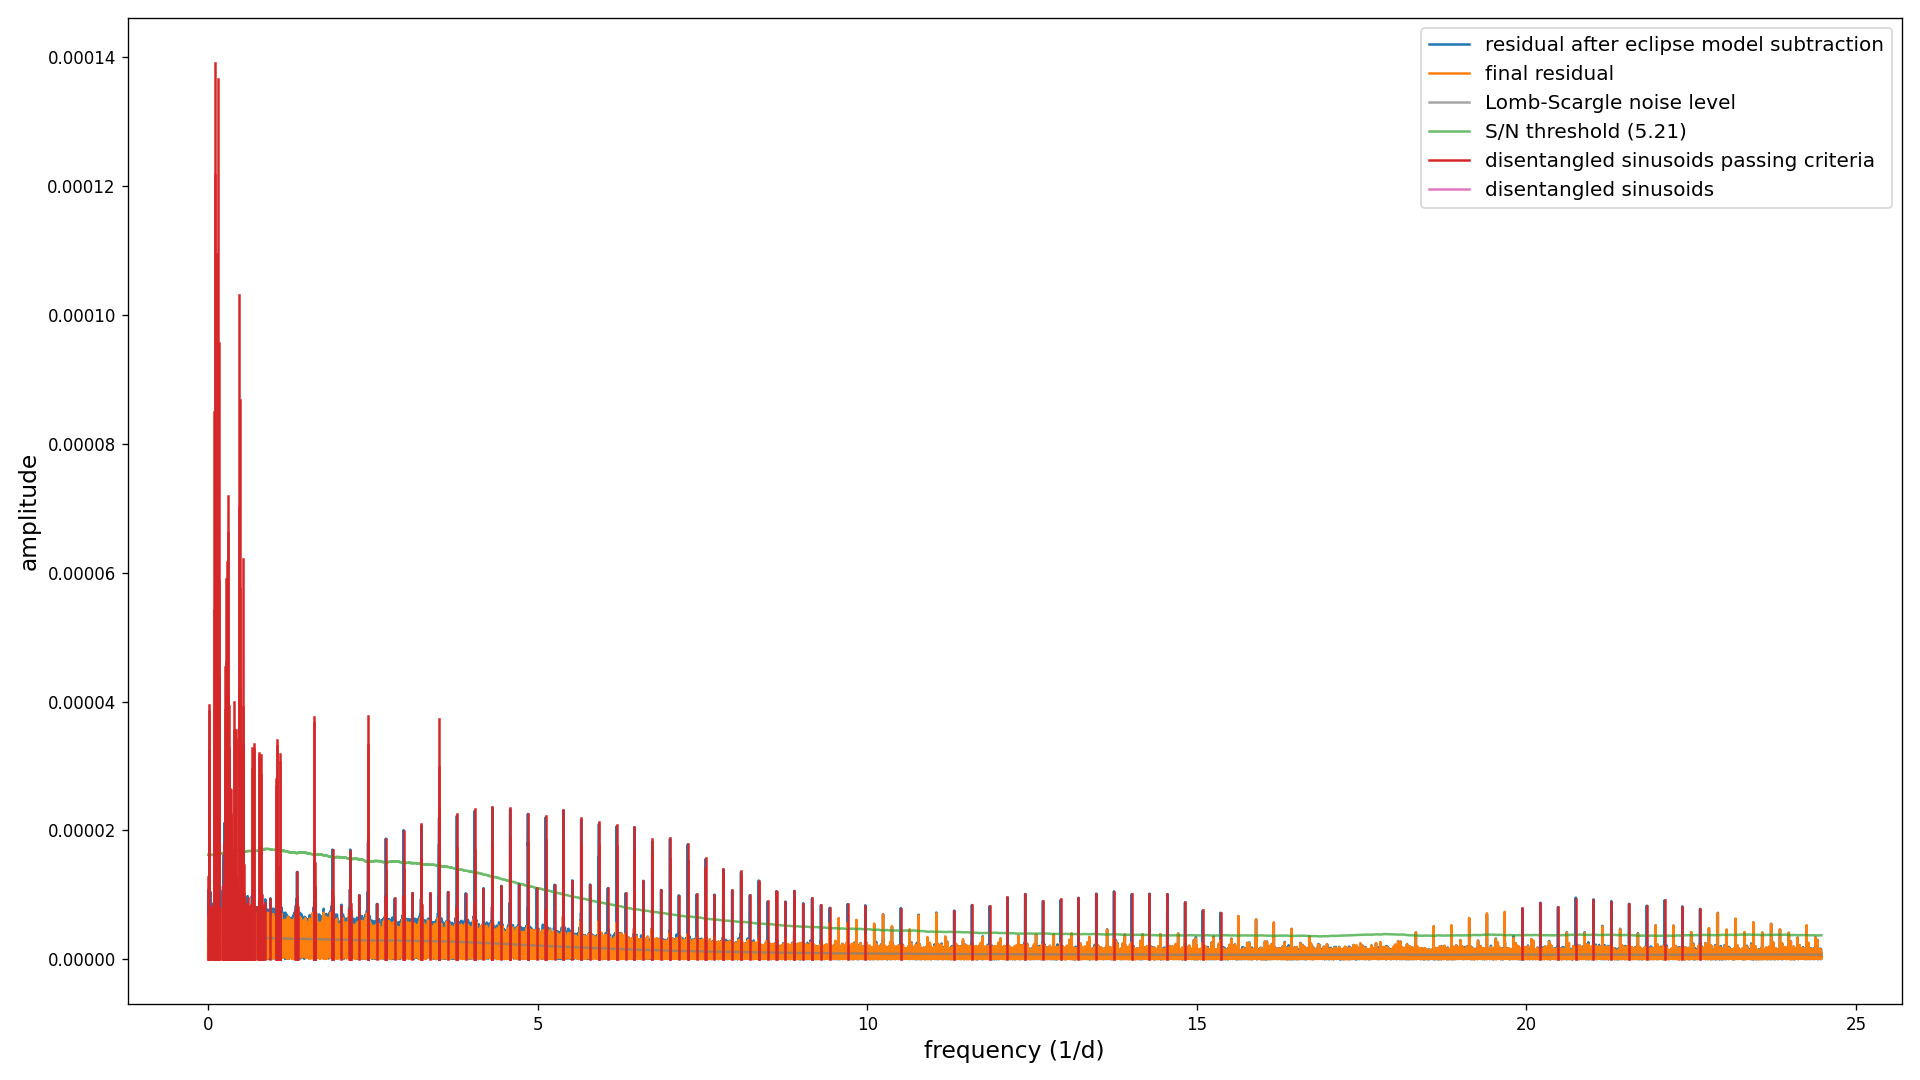 0.00014
0.00012
0.00010
0.00008
0.00006
0.00004
0.00002
0.00000
amplitude
0
5
10
15
20
25
frequency (1/d)
residual after eclipse model subtraction
final residual
Lomb-Scargle noise level
S/N threshold (5.21)
disentangled sinusoids passing criteria
disentangled sinusoids